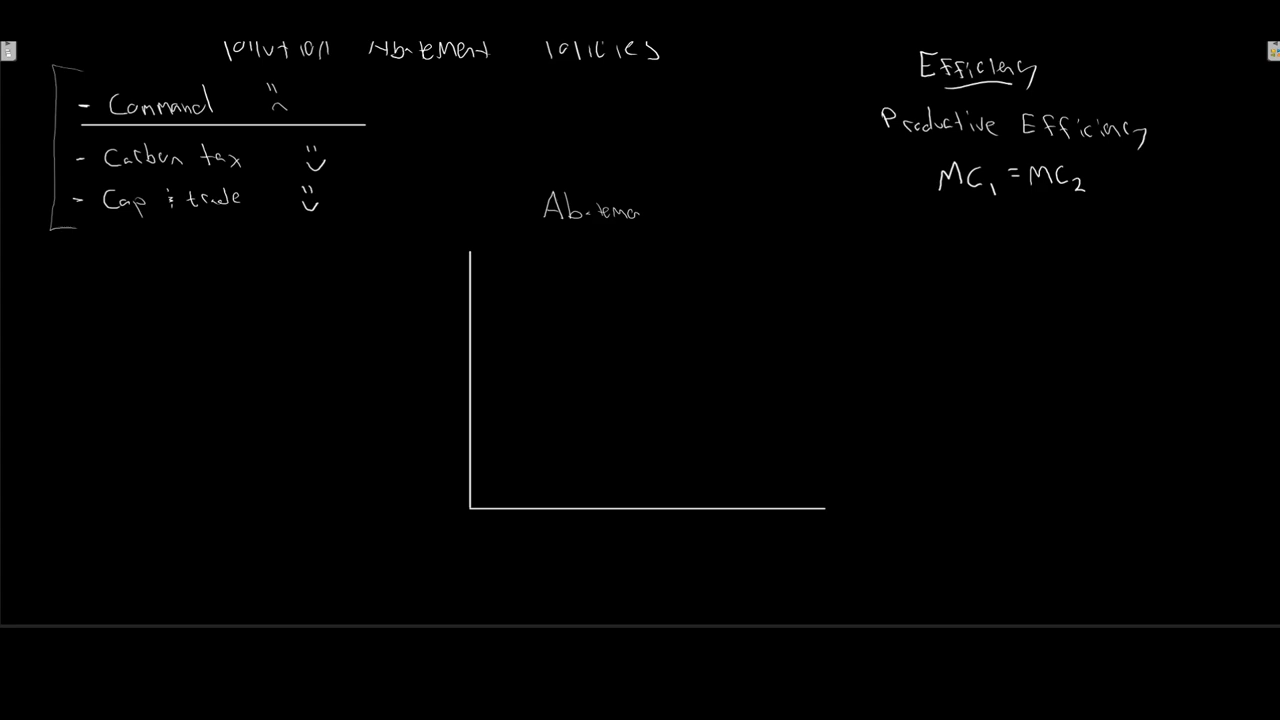 Pollution Abatement Policies
- Command
- Carbon tax
- Cap & trade
Efficiency
Productive Efficiency
MC₁ = MC₂
Abatemen